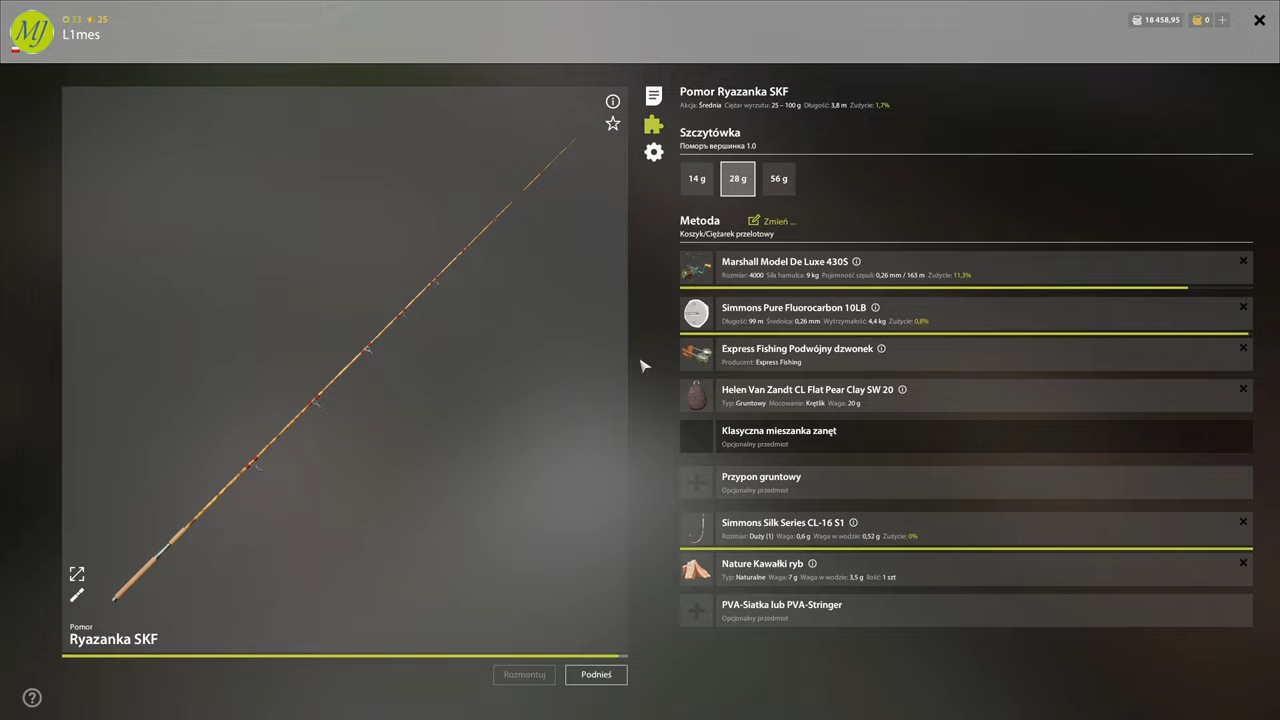 MJ
33 25
L1mes
18 458,95
0
Pomor Ryazanka SKF
Akcja: Średnia Ciężar wyrzutu: 25 – 100 g Długość: 3,8 m Zużycie: 1,7%
Szczytówka
Поморъ вершинка 1.0
14 g
28 g
56 g
Metoda
Zmień ...
Koszyk/Ciężarek przelotowy
Marshall Model De Luxe 430S
Rozmiar: 4000 Siła hamulca: 9 kg Pojemność szpuli: 0,26 mm / 163 m Zużycie: 11,3%
Simmons Pure Fluorocarbon 10LB
Długość: 99 m Średnica: 0,26 mm Wytrzymałość: 4,4 kg Zużycie: 0,8%
Express Fishing Podwójny dzwonek
Producent: Express Fishing
Helen Van Zandt CL Flat Pear Clay SW 20
Typ: Gruntowy Mocowanie: Krętlik Waga: 20 g
Klasyczna mieszanka zanęt
Opcjonalny przedmiot
Przypon gruntowy
Opcjonalny przedmiot
Simmons Silk Series CL-16 S1
Rozmiar: Duży (1) Waga: 0,6 g Waga w wodzie: 0,52 g Zużycie: 0%
Nature Kawałki ryb
Typ: Naturalne Waga: 7 g Waga w wodzie: 3,5 g Ilość: 1 szt
PVA-Siatka lub PVA-Stringer
Opcjonalny przedmiot
Pomor
Ryazanka SKF
Rozmontuj
Podnieś